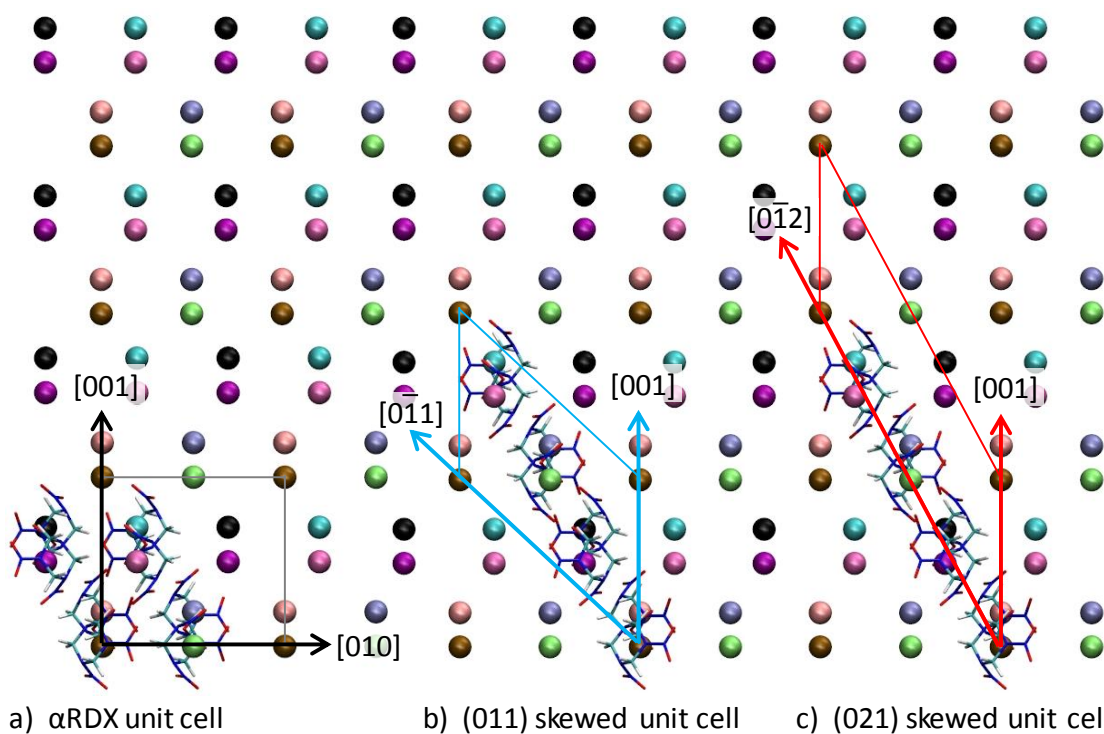 [01̅2]
[001] [01̅1] [001] [001]
[010]
a) αRDX unit cell b) (011) skewed unit cell c) (021) skewed unit cel